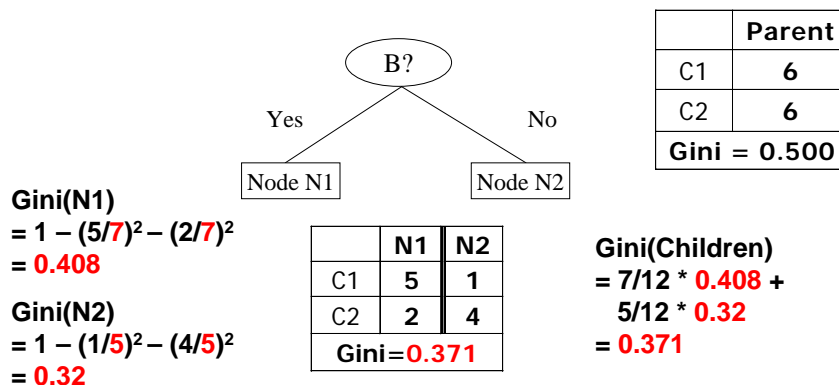 B?
Yes
No
Node N1
Node N2
Parent
C1 6
C2 6
Gini = 0.500
Gini(N1)
= 1 – (5/7)² – (2/7)²
= 0.408
Gini(N2)
= 1 – (1/5)² – (4/5)²
= 0.32
N1 N2
C1 5 1
C2 2 4
Gini=0.371
Gini(Children)
= 7/12 * 0.408 +
5/12 * 0.32
= 0.371